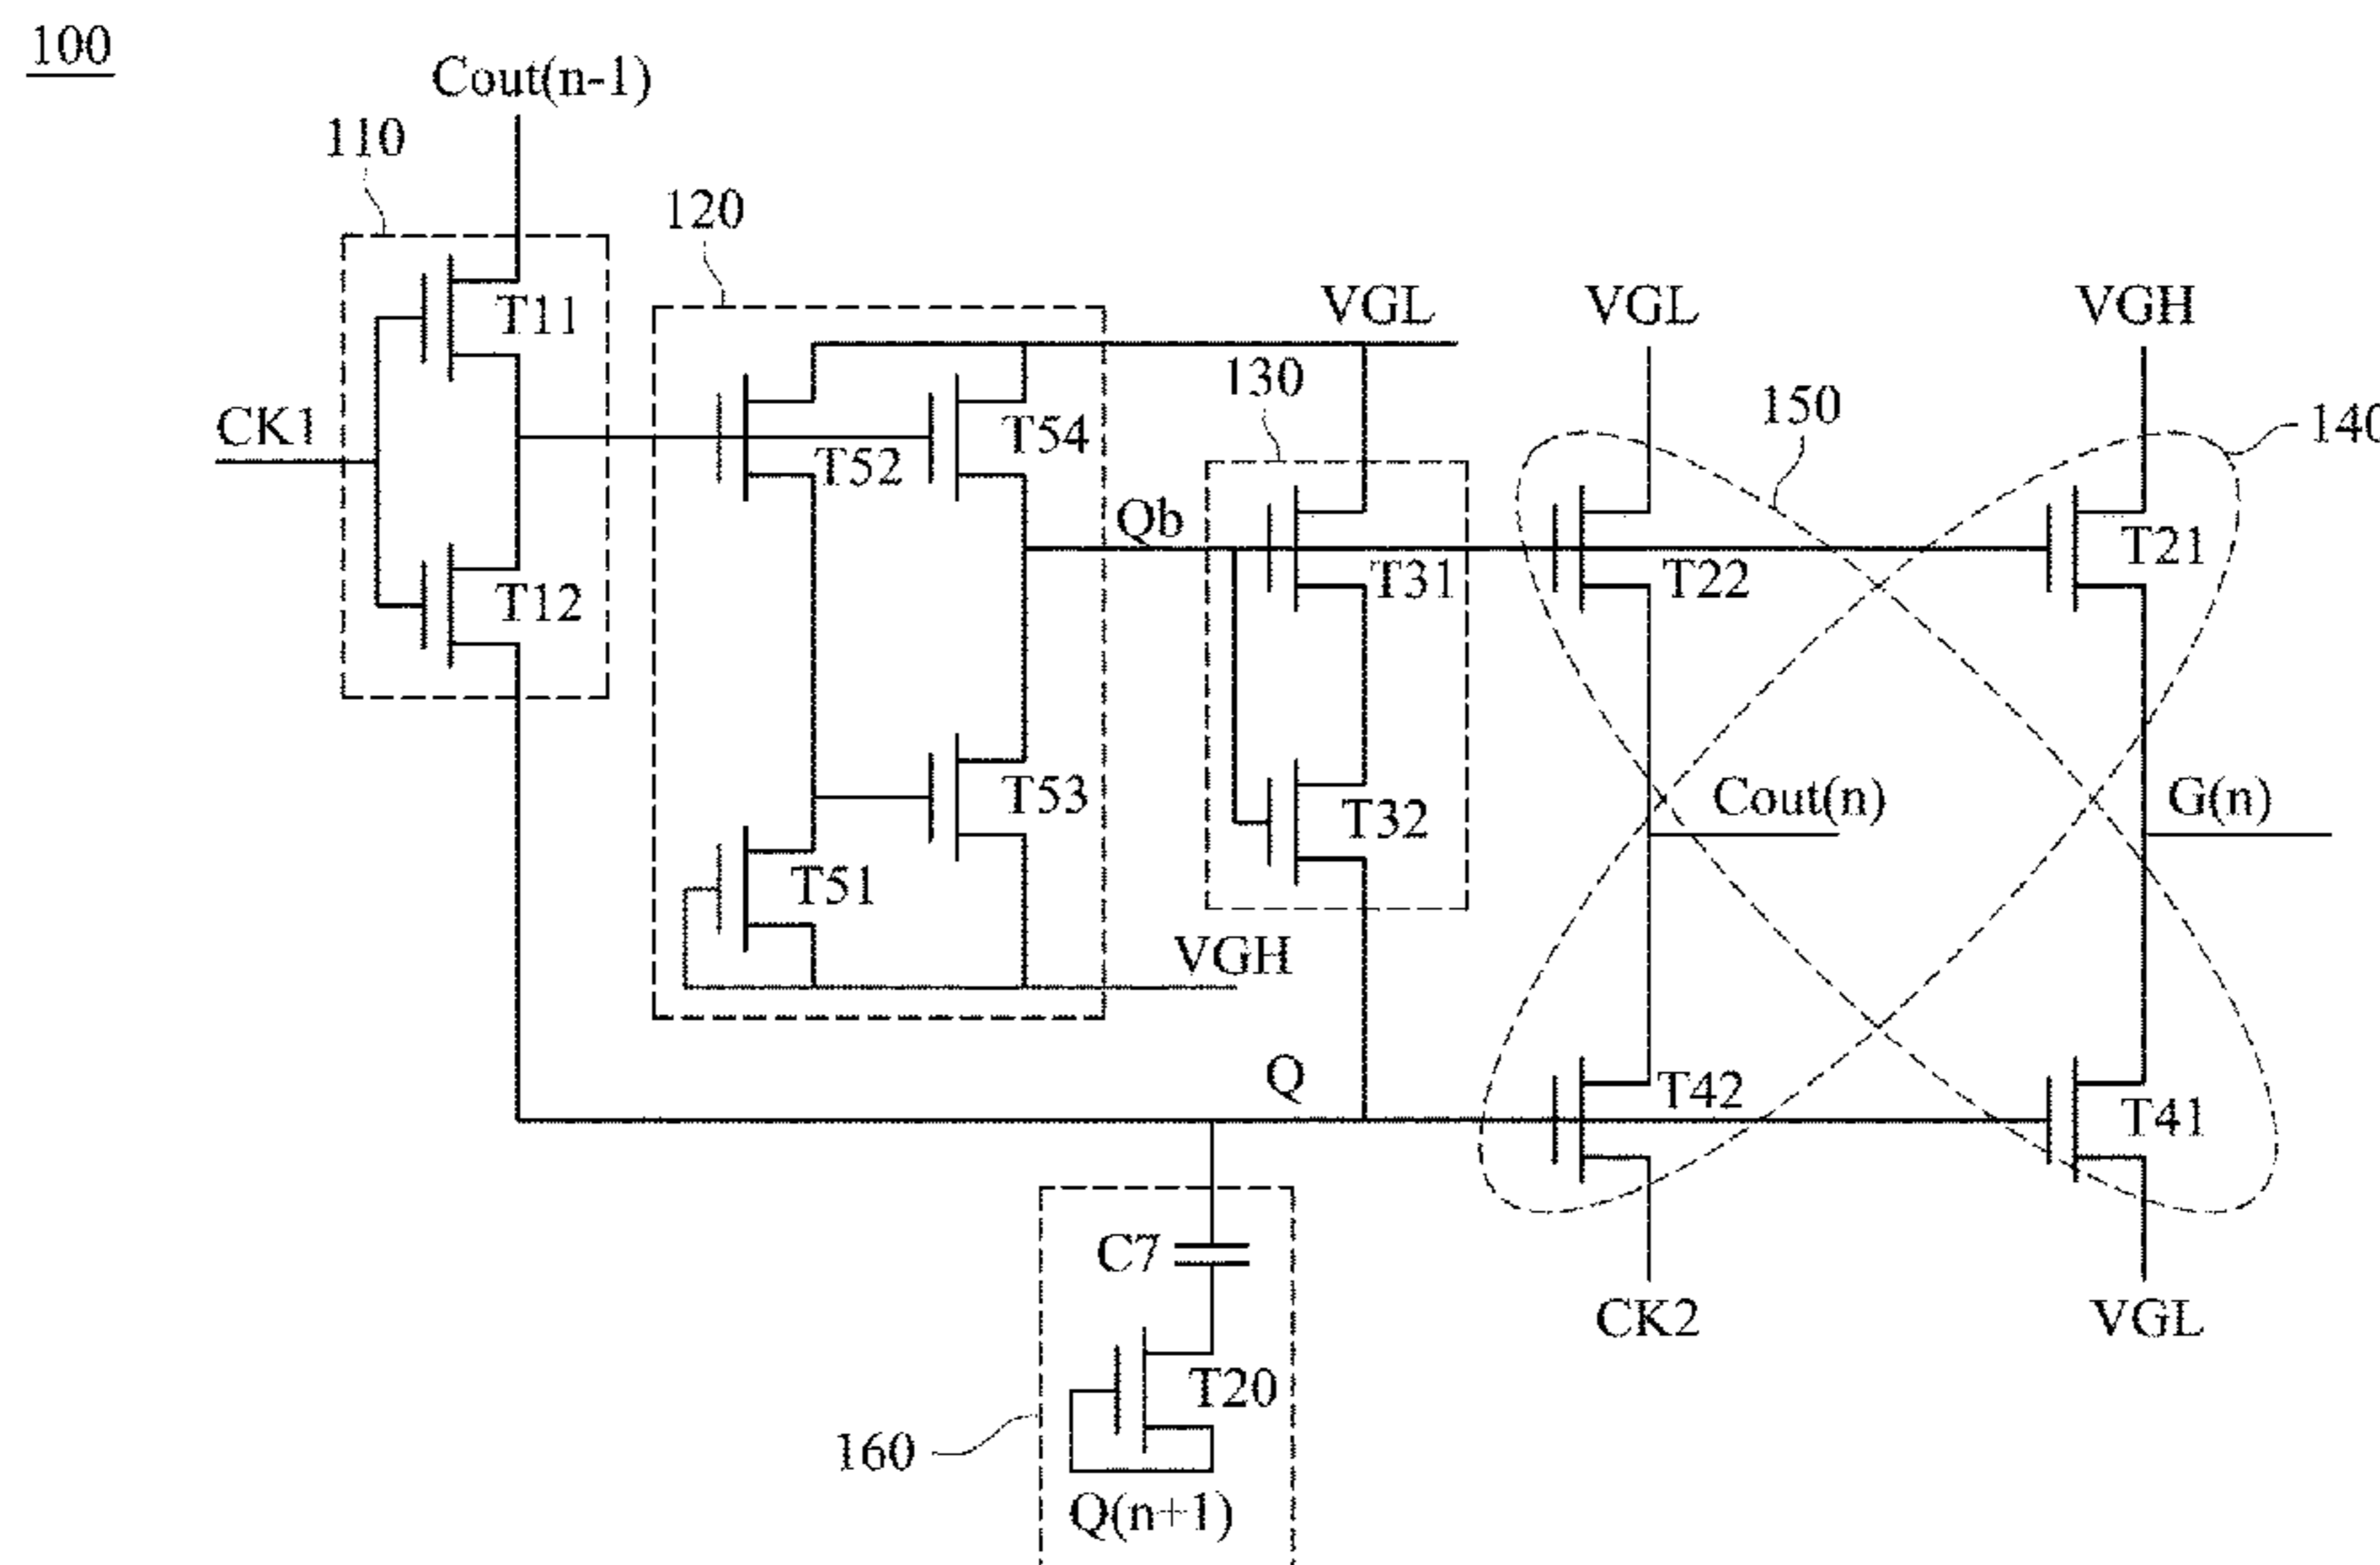 100
Cout(n-1)
110
120
T11
VGL
VGL
VGH
130
150
140
CK1
T52
T54
Qb
T31
T22
T21
T12
T53
T32
Cout(n)
G(n)
T51
VGH
Q
T42
T41
C7
CK2
VGL
T20
160
Q(n+1)